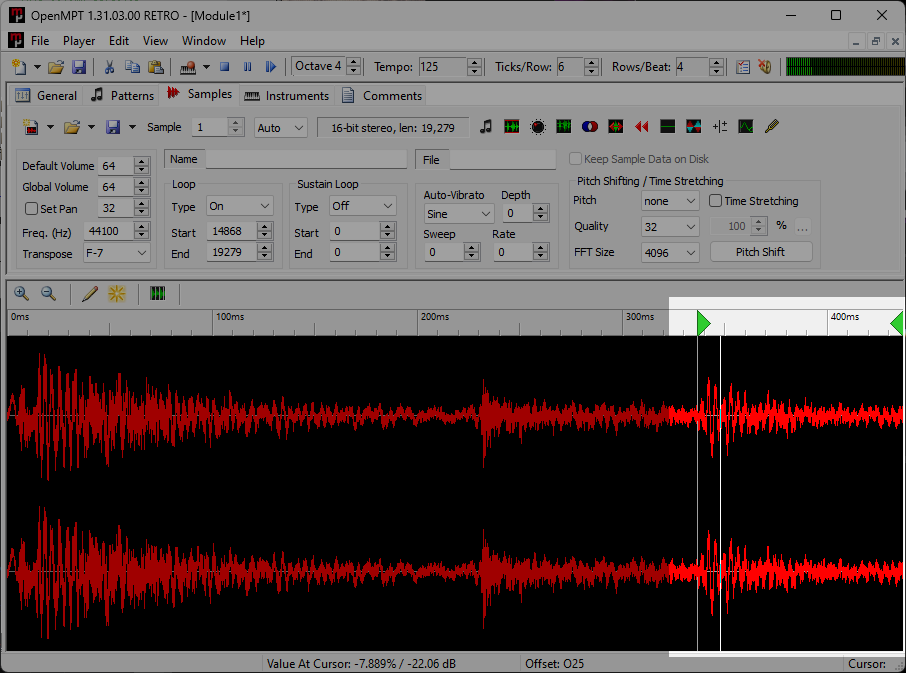 OpenMPT 1.31.03.00 RETRO - [Module1*]
File Player Edit View Window Help
Octave 4 Tempo: 125 Ticks/Row: 6 Rows/Beat: 4
General Patterns Samples Instruments Comments
Sample 1 Auto 16-bit stereo, len: 19,279
Default Volume 64 Name File Keep Sample Data on Disk
Global Volume 64 Loop Sustain Loop Auto-Vibrato Depth Pitch Shifting / Time Stretching
Set Pan 32 Type On Type Off Sine 0 Pitch none Time Stretching
Freq. (Hz) 44100 Start 14868 Start 0 Sweep Rate Quality 32 100 % ...
Transpose F-7 End 19279 End 0 0 0 FFT Size 4096 Pitch Shift
0ms 100ms 200ms 300ms 400ms
Value At Cursor: -7.889% / -22.06 dB Offset: O25 Cursor: